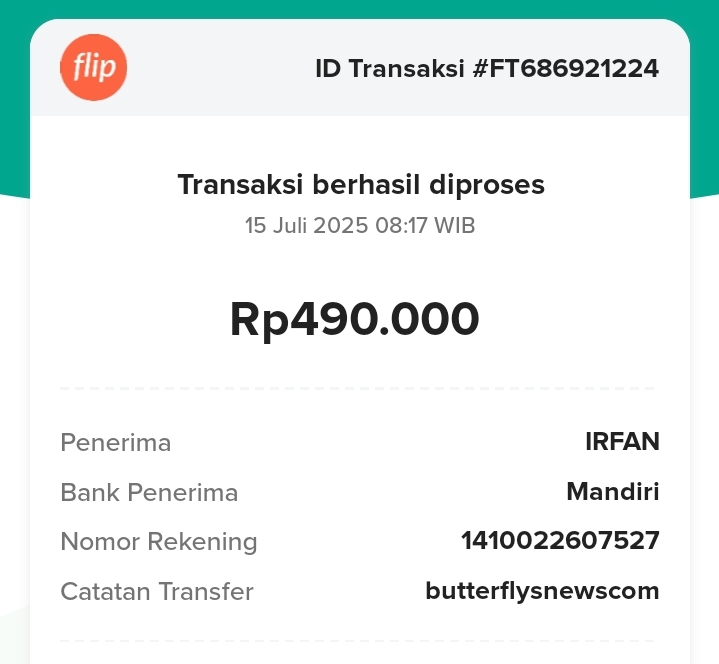 flip
ID Transaksi #FT686921224
Transaksi berhasil diproses
15 Juli 2025 08:17 WIB
Rp490.000
Penerima IRFAN
Bank Penerima Mandiri
Nomor Rekening 1410022607527
Catatan Transfer butterflysnewscom